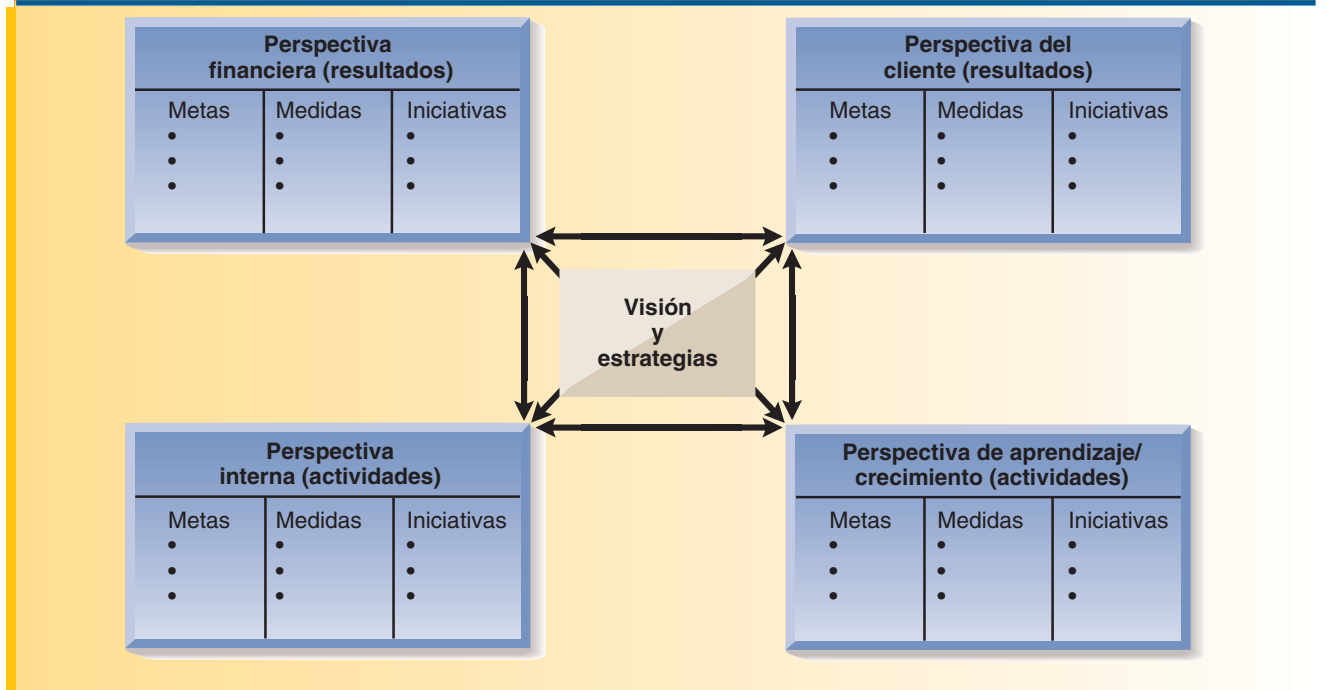 Perspectiva
financiera (resultados)
Metas Medidas Iniciativas
• • •
• • •
• • •
Perspectiva del
cliente (resultados)
Metas Medidas Iniciativas
• • •
• • •
• • •
Visión
y
estrategias
Perspectiva
interna (actividades)
Metas Medidas Iniciativas
• • •
• • •
• • •
Perspectiva de aprendizaje/
crecimiento (actividades)
Metas Medidas Iniciativas
• • •
• • •
• • •